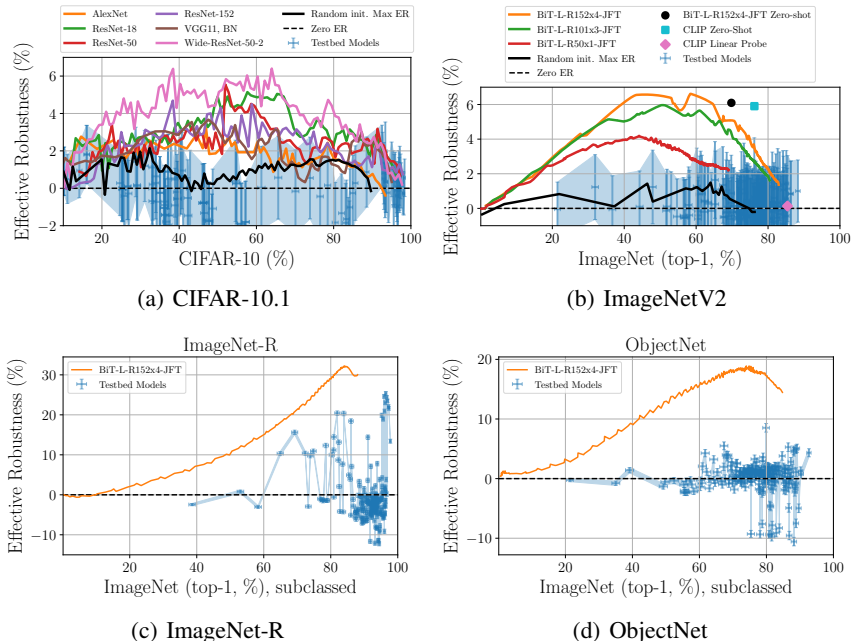 AlexNet
ResNet-18
ResNet-50
ResNet-152
VGG11, BN
Wide-ResNet-50-2
Random init. Max ER
Zero ER
Testbed Models
Effective Robustness (%)
6
4
2
0
−2
20 40 60 80 100
CIFAR-10 (%)
(a) CIFAR-10.1
BiT-L-R152x4-JFT
BiT-L-R101x3-JFT
BiT-L-R50x1-JFT
Random init. Max ER
Zero ER
BiT-L-R152x4-JFT Zero-shot
CLIP Zero-Shot
CLIP Linear Probe
Testbed Models
Effective Robustness (%)
6
4
2
0
20 40 60 80 100
ImageNet (top-1, %)
(b) ImageNetV2
ImageNet-R
BiT-L-R152x4-JFT
Testbed Models
Effective Robustness (%)
30
20
10
0
−10
20 40 60 80 100
ImageNet (top-1, %), subclassed
(c) ImageNet-R
ObjectNet
BiT-L-R152x4-JFT
Testbed Models
Effective Robustness (%)
20
10
0
−10
20 40 60 80 100
ImageNet (top-1, %), subclassed
(d) ObjectNet